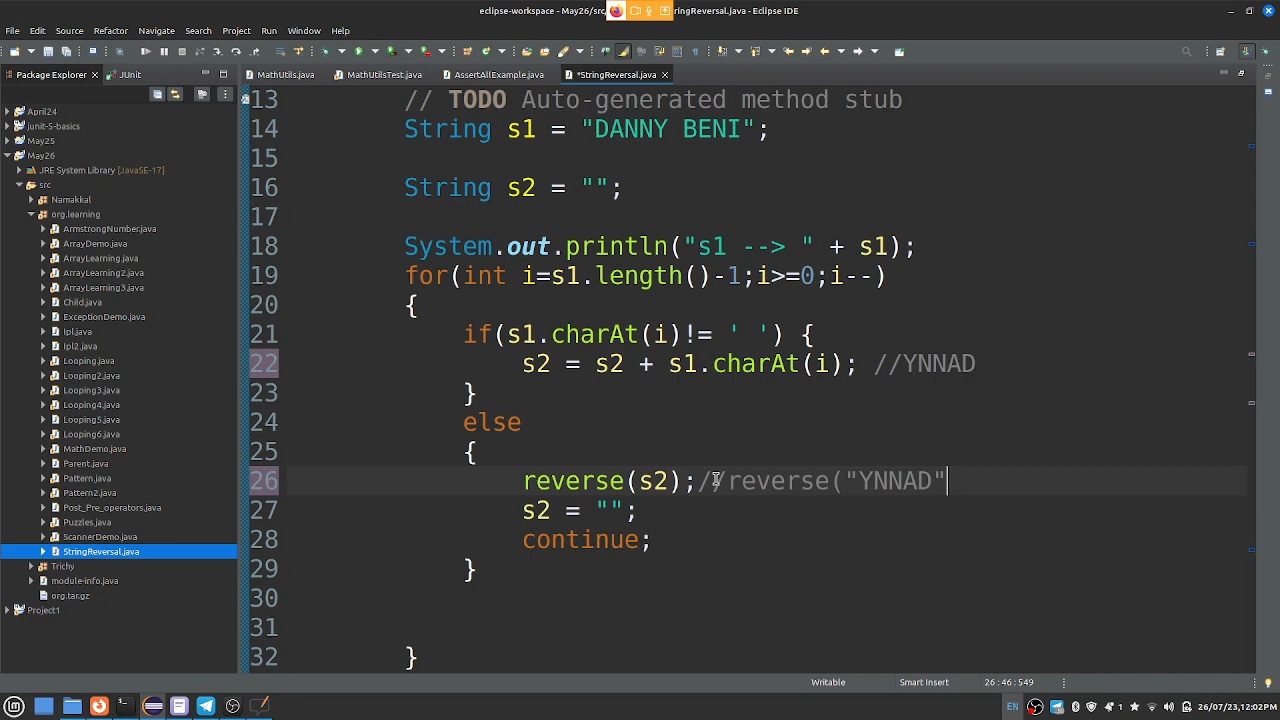 eclipse-workspace - May26/src
StringReversal.java - Eclipse IDE
File Edit Source Refactor Navigate Search Project Run Window Help
Package Explorer
JUnit
MathUtils.java
MathUtilsTest.java
AssertAllExample.java
*StringReversal.java
April24
junit-5-basics
May25
May26
JRE System Library [JavaSE-17]
src
Namakkal
org.learning
ArmstrongNumber.java
ArrayDemo.java
ArrayLearning.java
ArrayLearning2.java
ArrayLearning3.java
Child.java
ExceptionDemo.java
Ipl.java
Ipl2.java
Looping.java
Looping2.java
Looping3.java
Looping4.java
Looping5.java
Looping6.java
MathDemo.java
Parent.java
Pattern.java
Pattern2.java
Post_Pre_operators.java
Puzzles.java
ScannerDemo.java
StringReversal.java
Trichy
module-info.java
org.tar.gz
Project1
13 // TODO Auto-generated method stub
14 String s1 = "DANNY BENI";
15
16 String s2 = "";
17
18 System.out.println("s1 --> " + s1);
19 for(int i=s1.length()-1;i>=0;i--)
20 {
21 if(s1.charAt(i)!= ' ') {
22 s2 = s2 + s1.charAt(i); //YNNAD
23 }
24 else
25 {
26 reverse(s2);//reverse("YNNAD"
27 s2 = "";
28 continue;
29 }
30
31
32 }
Writable
Smart Insert
26:46:549
EN
1
26/07/23,12:02PM